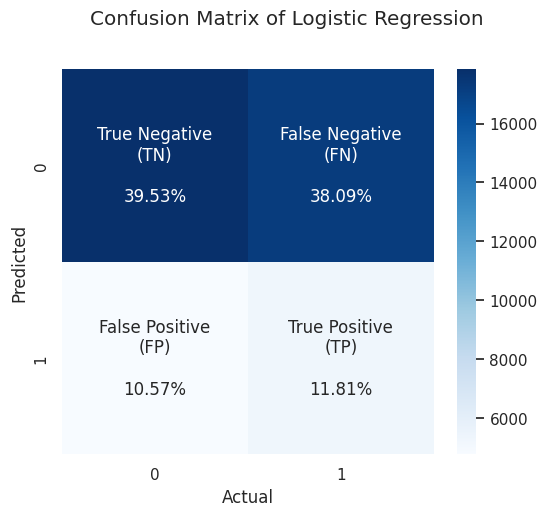 Confusion Matrix of Logistic Regression
True Negative
(TN)
39.53%
False Negative
(FN)
38.09%
False Positive
(FP)
10.57%
True Positive
(TP)
11.81%
0
1
Predicted
0
1
Actual
16000
14000
12000
10000
8000
6000